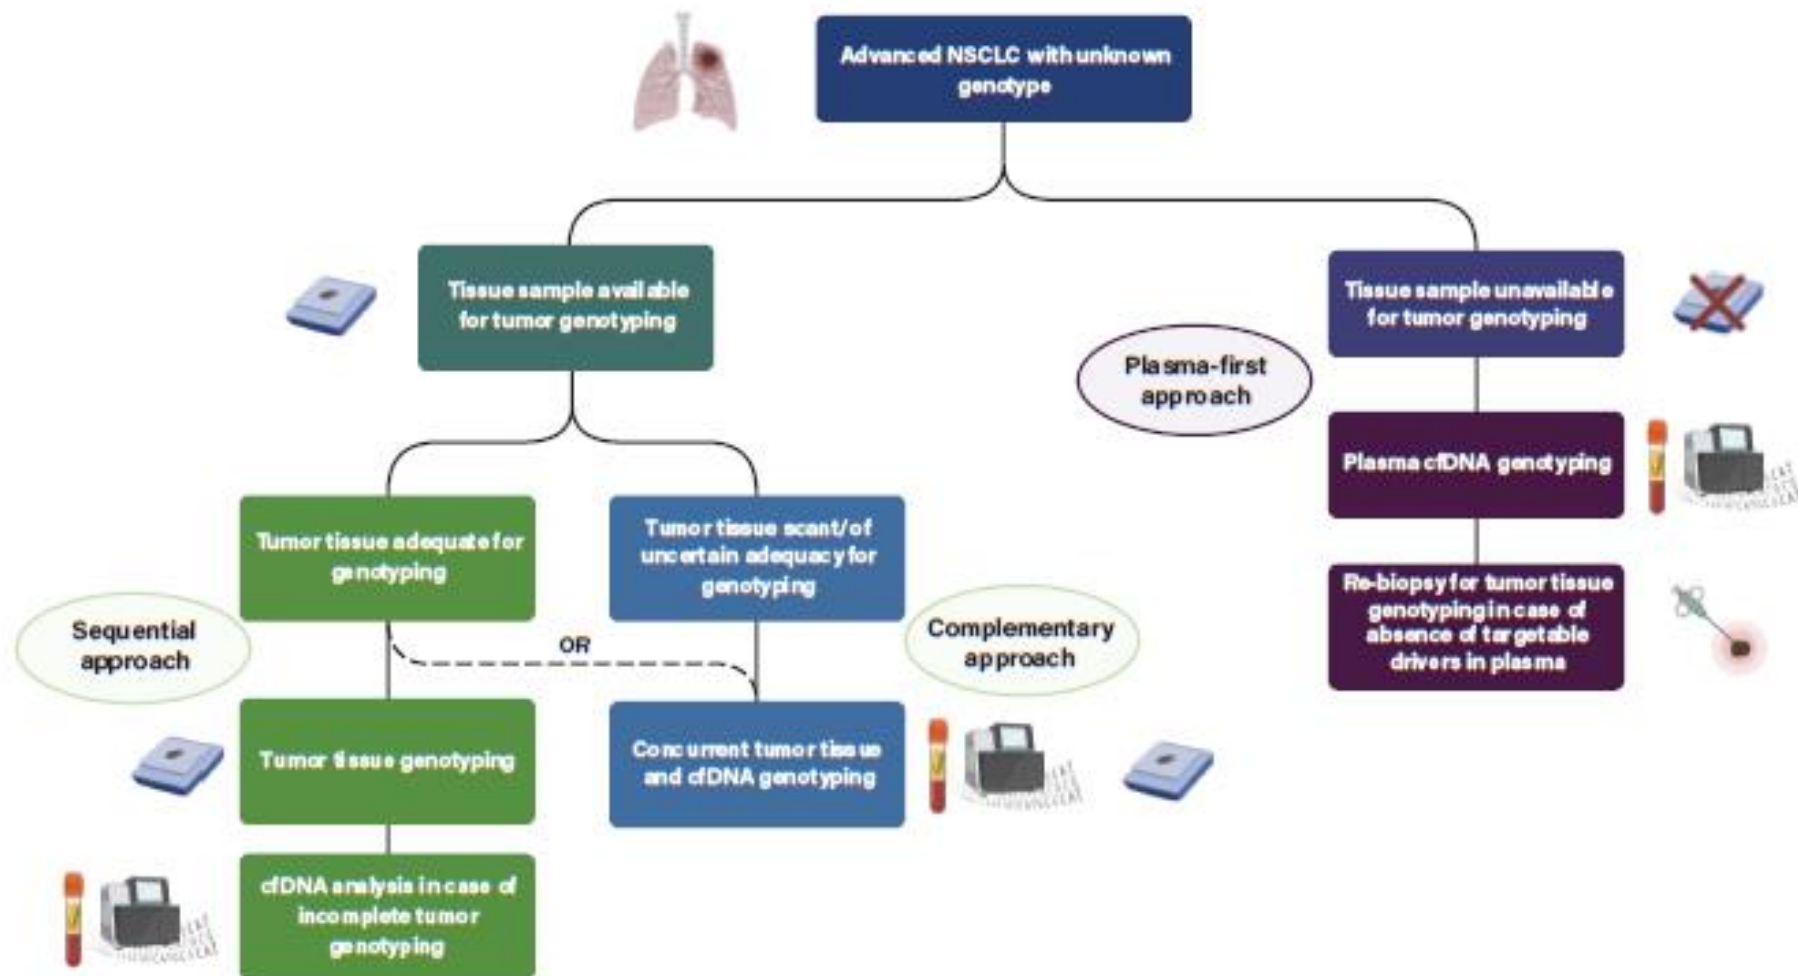 Advanced NSCLC with unknown
genotype
Tissue sample available
for tumor genotyping
Tissue sample unavailable
for tumor genotyping
Plasma-first
approach
Plasma cfDNA genotyping
Re-biopsy for tumor tissue
genotyping in case of
absence of targetable
drivers in plasma
Tumor tissue adequate for
genotyping
Tumor tissue scant/of
uncertain adequacy for
genotyping
Sequential
approach
OR
Complementary
approach
Tumor tissue genotyping
Concurrent tumor tissue
and cfDNA genotyping
cfDNA analysis in case of
incomplete tumor
genotyping